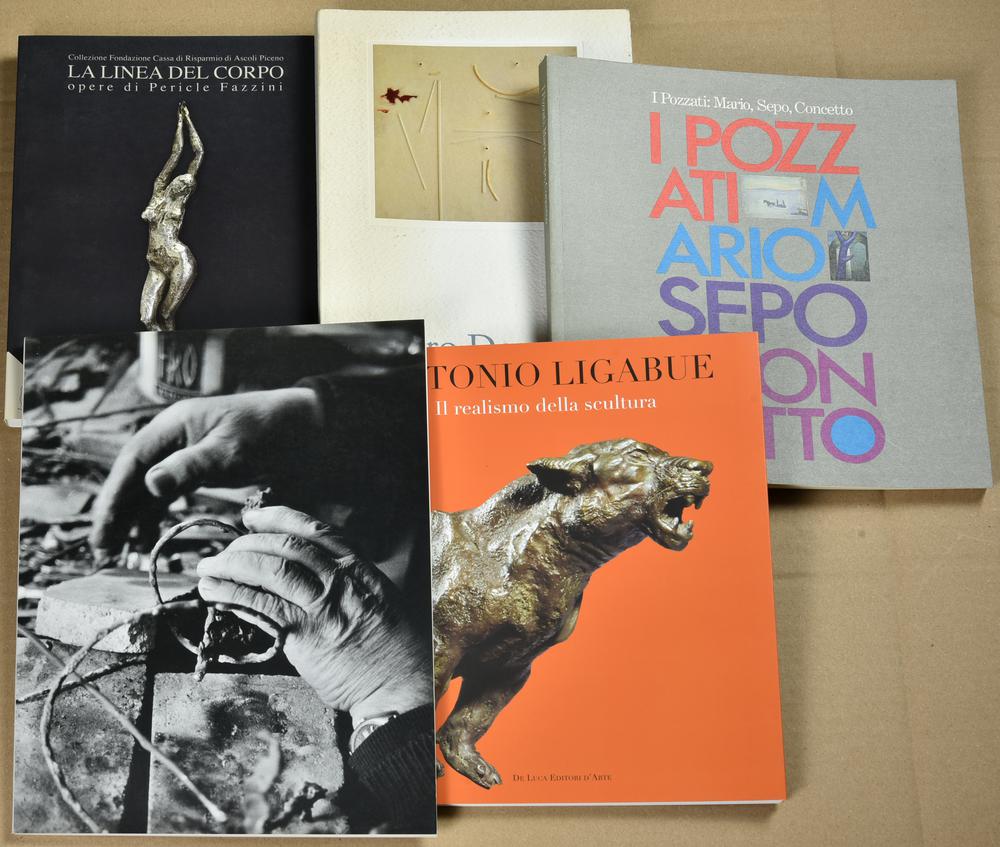 Collezione Fondazione Cassa di Risparmio di Ascoli Piceno
LA LINEA DEL CORPO
opere di Pericle Fazzini
I Pozzati: Mario, Sepo, Concetto
I POZZ
ATI M
ARIO
SEPO
ON
TTO
TONIO LIGABUE
Il realismo della scultura
DE LUCA EDITORI D'ARTE